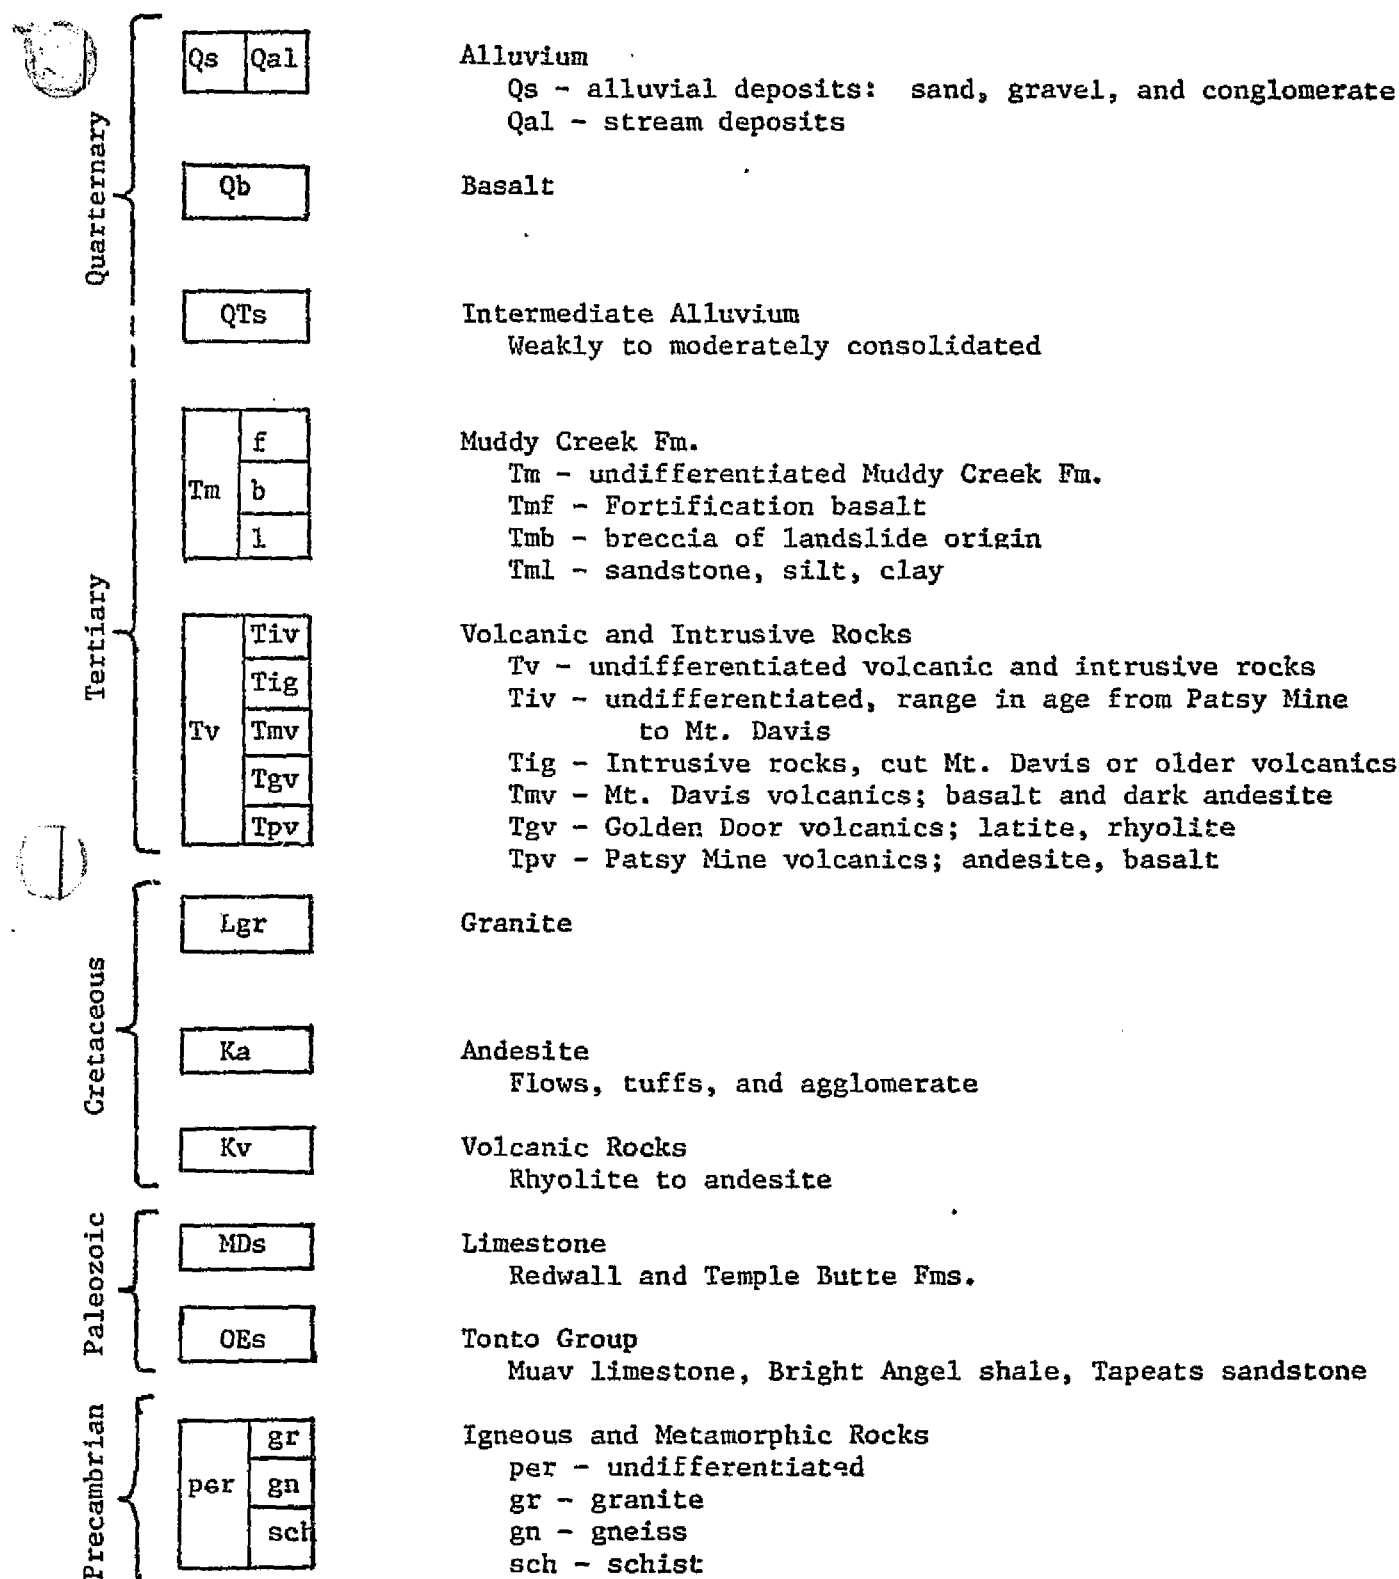 Quarternary
Qs Qal Alluvium
Qs - alluvial deposits: sand, gravel, and conglomerate
Qal - stream deposits
Qb Basalt
QTs Intermediate Alluvium
Weakly to moderately consolidated
Tertiary
Tm f b l Muddy Creek Fm.
Tm - undifferentiated Muddy Creek Fm.
Tmf - Fortification basalt
Tmb - breccia of landslide origin
Tml - sandstone, silt, clay
Tv Tiv Tig Tmv Tgv Tpv Volcanic and Intrusive Rocks
Tv - undifferentiated volcanic and intrusive rocks
Tiv - undifferentiated, range in age from Patsy Mine
to Mt. Davis
Tig - Intrusive rocks, cut Mt. Davis or older volcanics
Tmv - Mt. Davis volcanics; basalt and dark andesite
Tgv - Golden Door volcanics; latite, rhyolite
Tpv - Patsy Mine volcanics; andesite, basalt
Cretaceous
Lgr Granite
Ka Andesite
Flows, tuffs, and agglomerate
Kv Volcanic Rocks
Rhyolite to andesite
Paleozoic
MDs Limestone
Redwall and Temple Butte Fms.
OEs Tonto Group
Muav limestone, Bright Angel shale, Tapeats sandstone
Precambrian
per gr gn sch Igneous and Metamorphic Rocks
per - undifferentiated
gr - granite
gn - gneiss
sch - schist